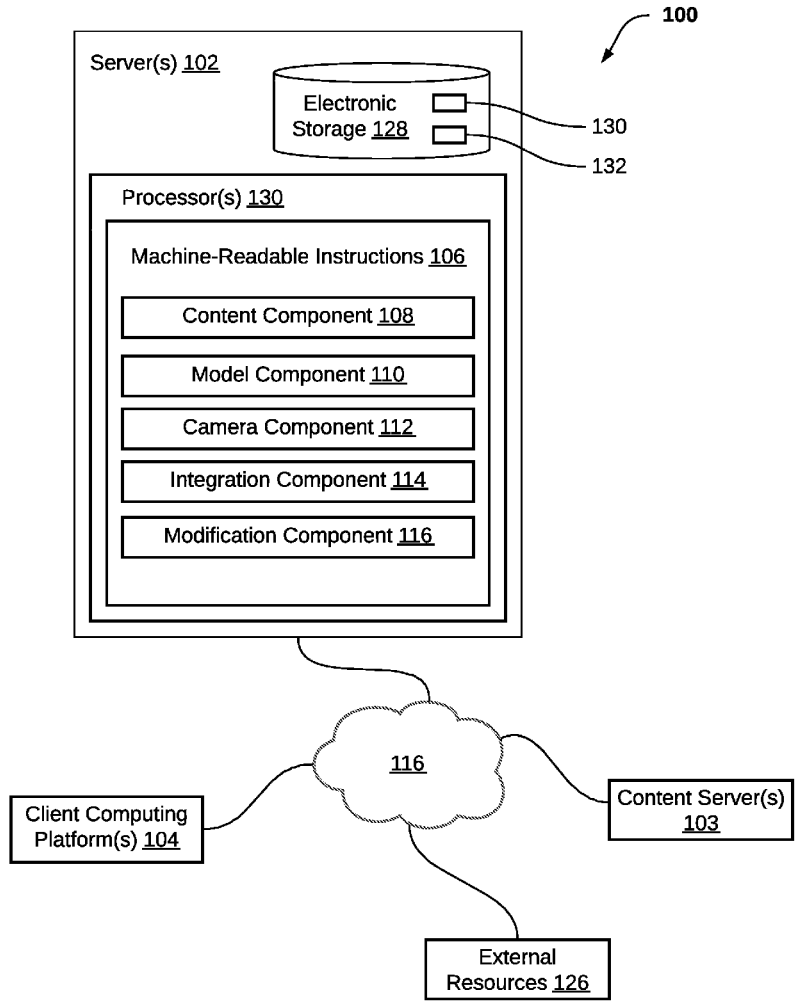 100
Server(s) 102
Electronic
Storage 128
130
132
Processor(s) 130
Machine-Readable Instructions 106
Content Component 108
Model Component 110
Camera Component 112
Integration Component 114
Modification Component 116
116
Client Computing
Platform(s) 104
Content Server(s)
103
External
Resources 126